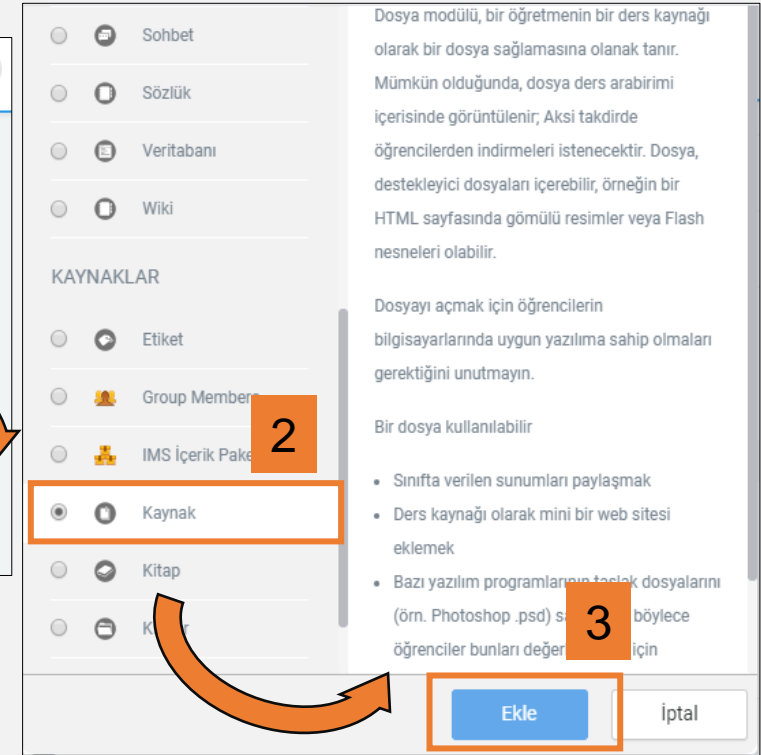 Sohbet
Sözlük
Veritabanı
Wiki
KAYNAKLAR
Etiket
Group Members
IMS İçerik
2
Kaynak
Kitap
Dosya modülü, bir öğretmenin bir ders kaynağı
olarak bir dosya sağlamasına olanak tanır.
Mümkün olduğunda, dosya ders arabirimi
içerisinde görüntülenir; Aksi takdirde
öğrencilerden indirmeleri istenecektir. Dosya,
destekleyici dosyaları içerebilir, örneğin bir
HTML sayfasında gömülü resimler veya Flash
nesneleri olabilir.
Dosyayı açmak için öğrencilerin
bilgisayarlarında uygun yazılıma sahip olmaları
gerektiğini unutmayın.
Bir dosya kullanılabilir
• Sınıfta verilen sunumları paylaşmak
• Ders kaynağı olarak mini bir web sitesi
eklemek
• Bazı yazılım programlarının taslak dosyalarını
(örn. Photoshop .psd) böylece
öğrenciler bunları için
3
Ekle
İptal